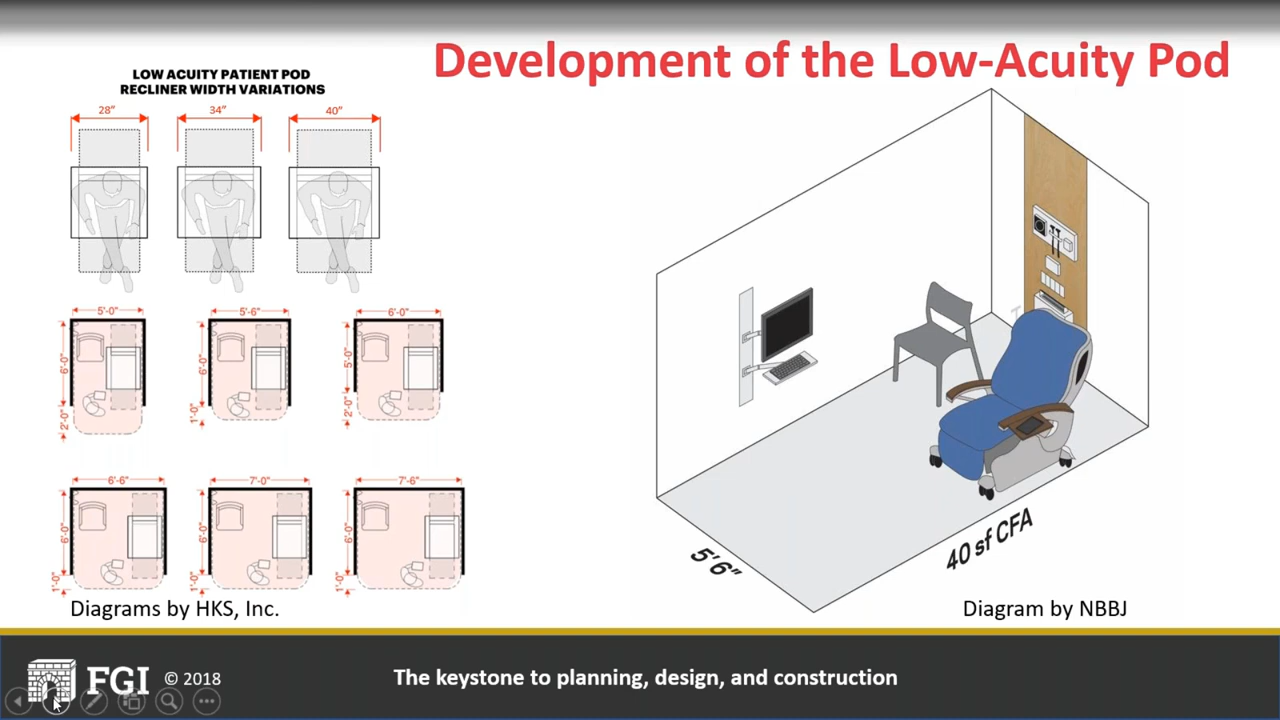 Development of the Low-Acuity Pod
LOW ACUITY PATIENT POD
RECLINER WIDTH VARIATIONS
28" 34" 40"
5'-0" 5'-6" 6'-0"
6'-0" 6'-0" 5'-0"
2'-0" 1'-0" 2'-0"
6'-6" 7'-0" 7'-6"
6'-0" 6'-0" 6'-0"
1'-0" 1'-0" 1'-0"
Diagrams by HKS, Inc.
5' 6"
40 sf CFA
Diagram by NBBJ
FGI © 2018
The keystone to planning, design, and construction